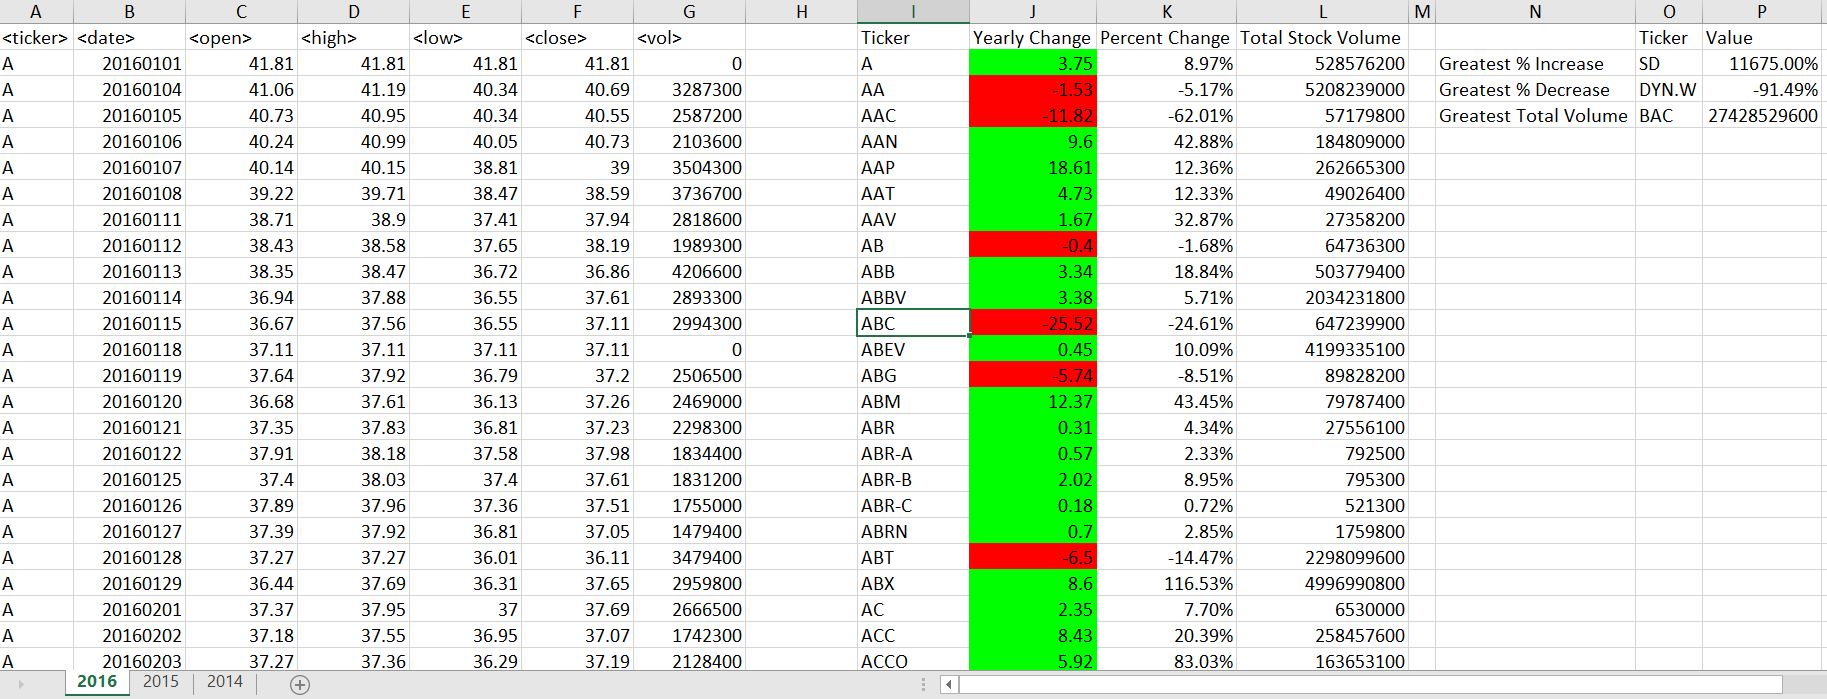 A B C D E F G H I J K L M N O P
<ticker> <date> <open> <high> <low> <close> <vol> Ticker Yearly Change Percent Change Total Stock Volume Ticker Value
A 20160101 41.81 41.81 41.81 41.81 0 A 3.75 8.97% 528576200 Greatest % Increase SD 11675.00%
A 20160104 41.06 41.19 40.34 40.69 3287300 AA -1.53 -5.17% 5208239000 Greatest % Decrease DYN.W -91.49%
A 20160105 40.73 40.95 40.34 40.55 2587200 AAC -11.82 -62.01% 57179800 Greatest Total Volume BAC 27428529600
A 20160106 40.24 40.99 40.05 40.73 2103600 AAN 9.6 42.88% 184809000
A 20160107 40.14 40.15 38.81 39 3504300 AAP 18.61 12.36% 262665300
A 20160108 39.22 39.71 38.47 38.59 3736700 AAT 4.73 12.33% 49026400
A 20160111 38.71 38.9 37.41 37.94 2818600 AAV 1.67 32.87% 27358200
A 20160112 38.43 38.58 37.65 38.19 1989300 AB -0.4 -1.68% 64736300
A 20160113 38.35 38.47 36.72 36.86 4206600 ABB 3.34 18.84% 503779400
A 20160114 36.94 37.88 36.55 37.61 2893300 ABBV 3.38 5.71% 2034231800
A 20160115 36.67 37.56 36.55 37.11 2994300 ABC -25.52 -24.61% 647239900
A 20160118 37.11 37.11 37.11 37.11 0 ABEV 0.45 10.09% 4199335100
A 20160119 37.64 37.92 36.79 37.2 2506500 ABG -5.74 -8.51% 89828200
A 20160120 36.68 37.61 36.13 37.26 2469000 ABM 12.37 43.45% 79787400
A 20160121 37.35 37.83 36.81 37.23 2298300 ABR 0.31 4.34% 27556100
A 20160122 37.91 38.18 37.58 37.98 1834400 ABR-A 0.57 2.33% 792500
A 20160125 37.4 38.03 37.4 37.61 1831200 ABR-B 2.02 8.95% 795300
A 20160126 37.89 37.96 37.36 37.51 1755000 ABR-C 0.18 0.72% 521300
A 20160127 37.39 37.92 36.81 37.05 1479400 ABRN 0.7 2.85% 1759800
A 20160128 37.27 37.27 36.01 36.11 3479400 ABT -6.5 -14.47% 2298099600
A 20160129 36.44 37.69 36.31 37.65 2959800 ABX 8.6 116.53% 4996990800
A 20160201 37.37 37.95 37 37.69 2666500 AC 2.35 7.70% 6530000
A 20160202 37.18 37.55 36.95 37.07 1742300 ACC 8.43 20.39% 258457600
A 20160203 37.27 37.36 36.29 37.19 2128400 ACCO 5.92 83.03% 163653100
2016 2015 2014